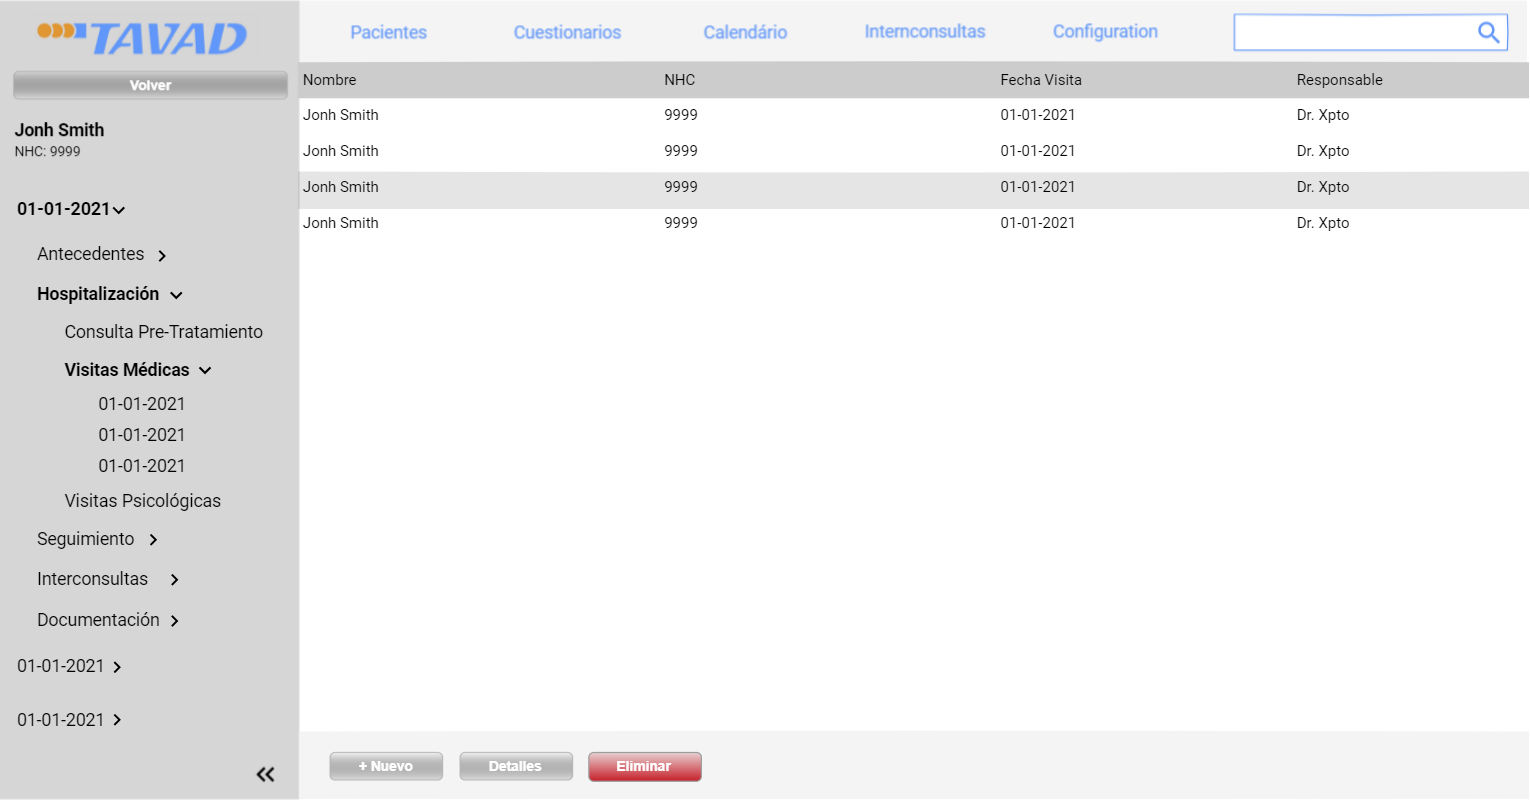 TAVAD
Pacientes Cuestionarios Calendário Internconsultas Configuration
Volver
Jonh Smith
NHC: 9999
01-01-2021
Antecedentes
Hospitalización
Consulta Pre-Tratamiento
Visitas Médicas
01-01-2021
01-01-2021
01-01-2021
Visitas Psicológicas
Seguimiento
Interconsultas
Documentación
01-01-2021
01-01-2021
Nombre NHC Fecha Visita Responsable
Jonh Smith 9999 01-01-2021 Dr. Xpto
Jonh Smith 9999 01-01-2021 Dr. Xpto
Jonh Smith 9999 01-01-2021 Dr. Xpto
Jonh Smith 9999 01-01-2021 Dr. Xpto
+ Nuevo Detalles Eliminar